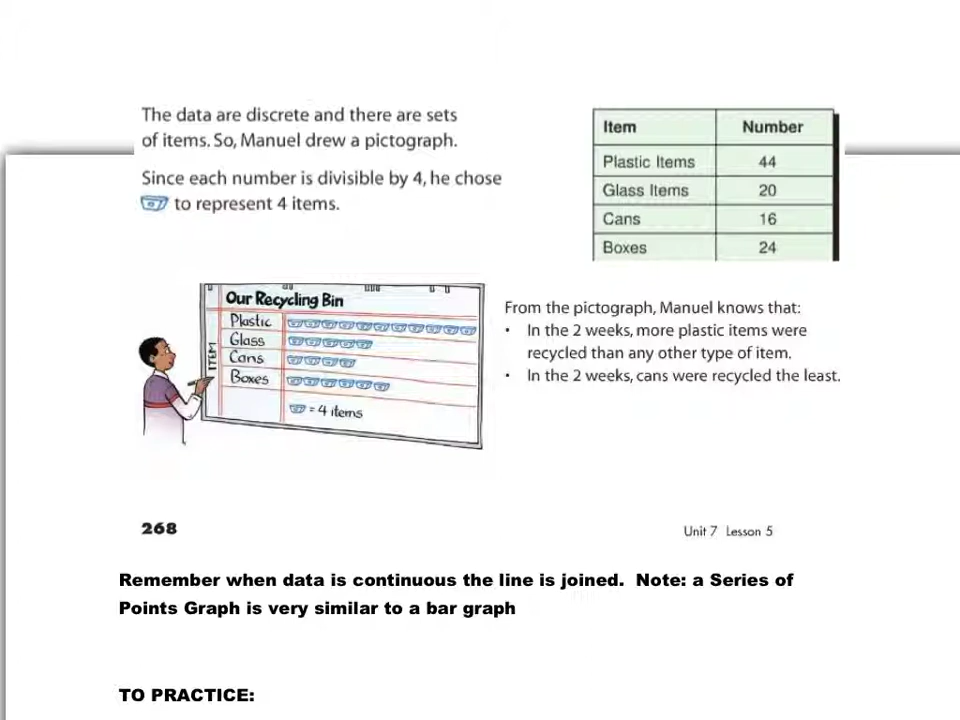 The data are discrete and there are sets
of items. So, Manuel drew a pictograph.
Since each number is divisible by 4, he chose
to represent 4 items.
Item Number
Plastic Items 44
Glass Items 20
Cans 16
Boxes 24
Our Recycling Bin
ITEM
Plastic
Glass
Cans
Boxes
= 4 items
From the pictograph, Manuel knows that:
• In the 2 weeks, more plastic items were
recycled than any other type of item.
• In the 2 weeks, cans were recycled the least.
268
Unit 7 Lesson 5
Remember when data is continuous the line is joined. Note: a Series of
Points Graph is very similar to a bar graph
TO PRACTICE: